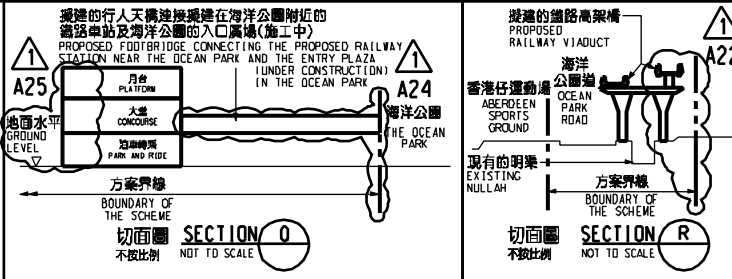 擬建的行人天橋連接擬建在海洋公園附近的
鐵路車站及海洋公園的入口廣場(施工中)
PROPOSED FOOTBRIDGE CONNECTING THE PROPOSED RAILWAY
STATION NEAR THE OCEAN PARK AND THE ENTRY PLAZA
(UNDER CONSTRUCTION)
IN THE OCEAN PARK
1
A25
1
A24
月台
PLATFORM
大堂
CONCOURSE
泊車轉乘
PARK AND RIDE
地面水平
GROUND
LEVEL
海洋公園
THE OCEAN
PARK
方案界線
BOUNDARY OF
THE SCHEME
切面圖 SECTION O
不按比例 NOT TO SCALE
擬建的鐵路高架橋
PROPOSED
RAILWAY VIADUCT
1
A22
海洋
公園道
OCEAN
PARK
ROAD
香港仔運動場
ABERDEEN
SPORTS
GROUND
現有的明渠
EXISTING
NULLAH
方案界線
BOUNDARY OF
THE SCHEME
切面圖 SECTION R
不按比例 NOT TO SCALE